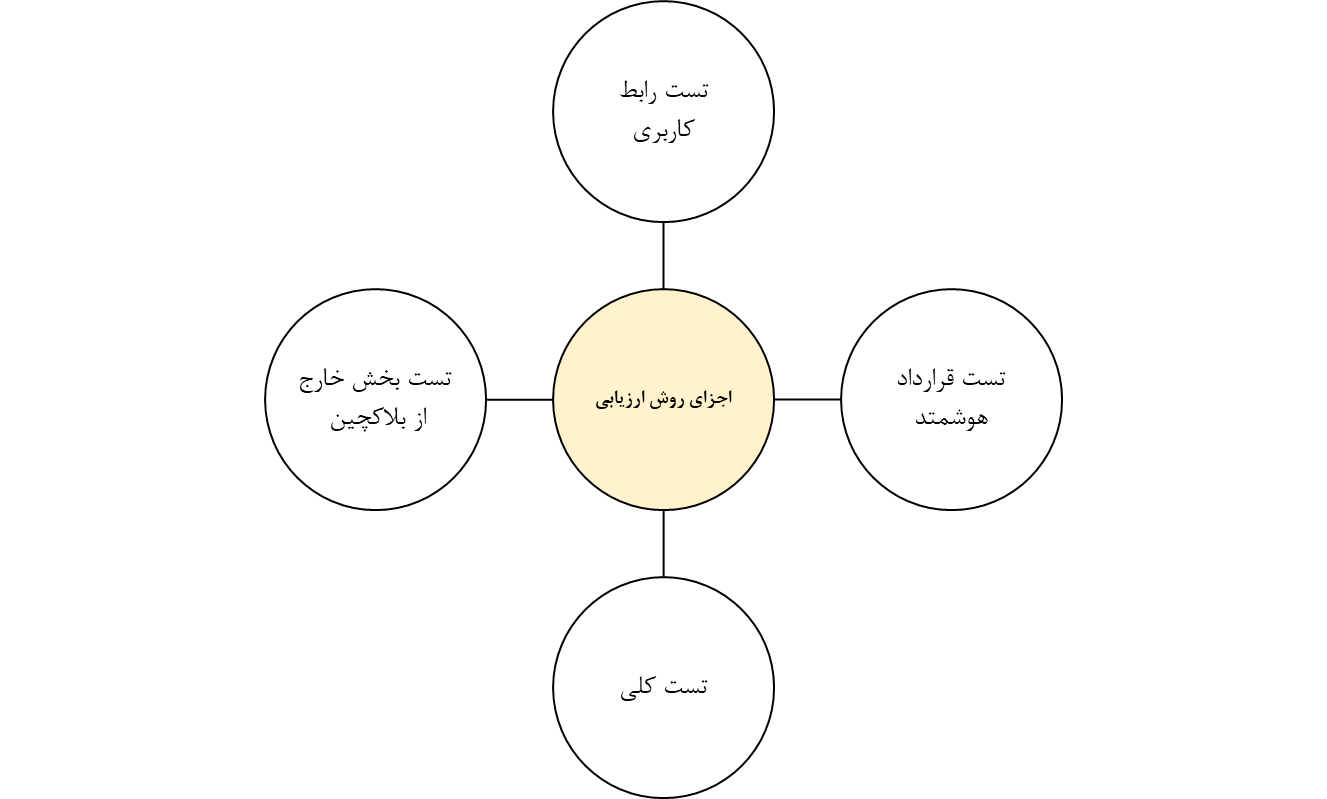 تست رابط
کاربری
تست قرارداد
هوشمند
اجزای روش ارزیابی
تست بخش خارج
از بلاکچین
تست کلی